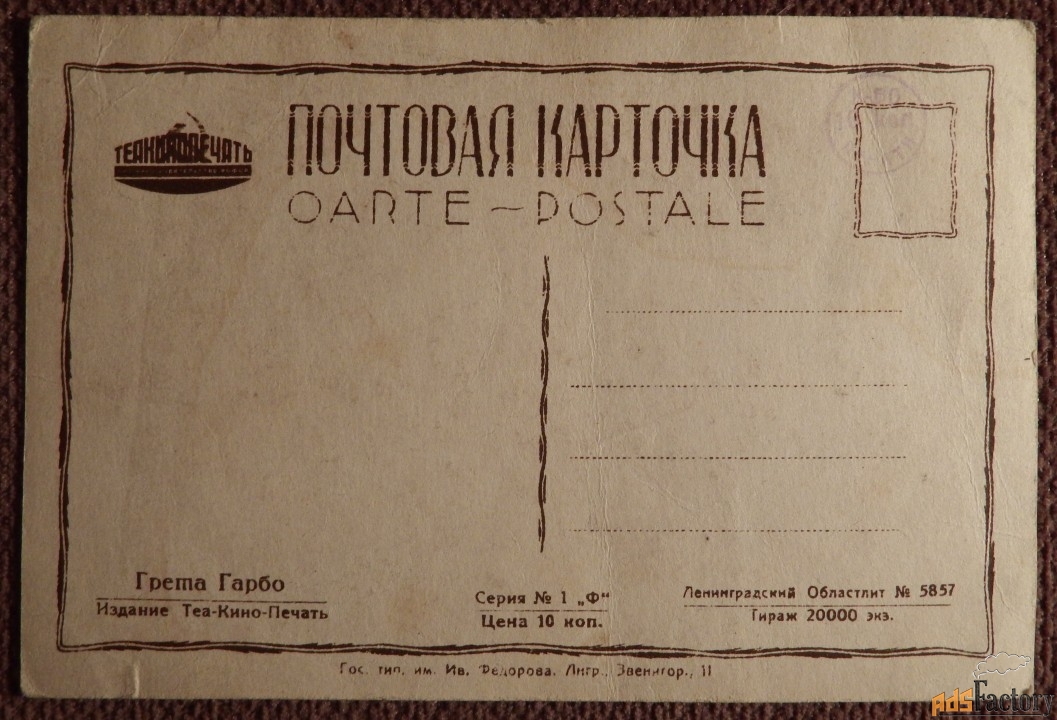 ТЕАКИНОПЕЧАТЬ
ПОЧТОВАЯ КАРТОЧКА
CARTE ~ POSTALE
Грета Гарбо
Издание Теа-Кино-Печать
Серия № 1 „Ф“
Цена 10 коп.
Ленинградский Областлит № 5857
Тираж 20000 экз.
Гос. тип. им. Ив. Федорова. Лнгр., Звенигор., 11
AdsFactory